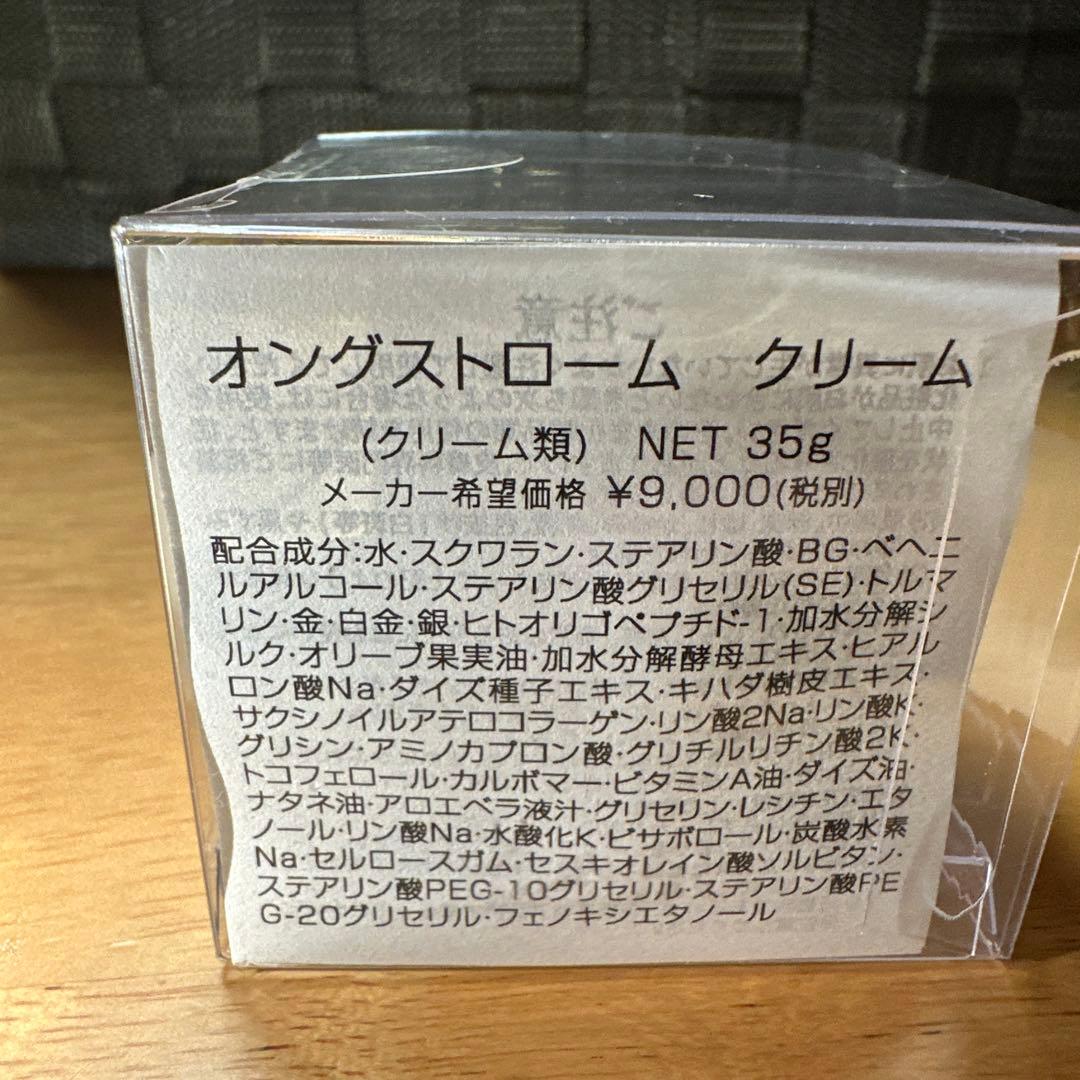 ご注意
オングストローム　クリーム
(クリーム類)　NET 35g
メーカー希望価格 ¥9,000(税別)
配合成分:水・スクワラン・ステアリン酸・BG・ベヘニ
ルアルコール・ステアリン酸グリセリル(SE)・トルマ
リン・金・白金・銀・ヒトオリゴペプチド-1・加水分解シ
ルク・オリーブ果実油・加水分解酵母エキス・ヒアル
ロン酸Na・ダイズ種子エキス・キハダ樹皮エキス・
サクシノイルアテロコラーゲン・リン酸2Na・リン酸K・
グリシン・アミノカプロン酸・グリチルリチン酸2K・
トコフェロール・カルボマー・ビタミンA油・ダイズ油・
ナタネ油・アロエベラ液汁・グリセリン・レシチン・エタ
ノール・リン酸Na・水酸化K・ビサボロール・炭酸水素
Na・セルロースガム・セスキオレイン酸ソルビタン・
ステアリン酸PEG-10グリセリル・ステアリン酸PE
G-20グリセリル・フェノキシエタノール